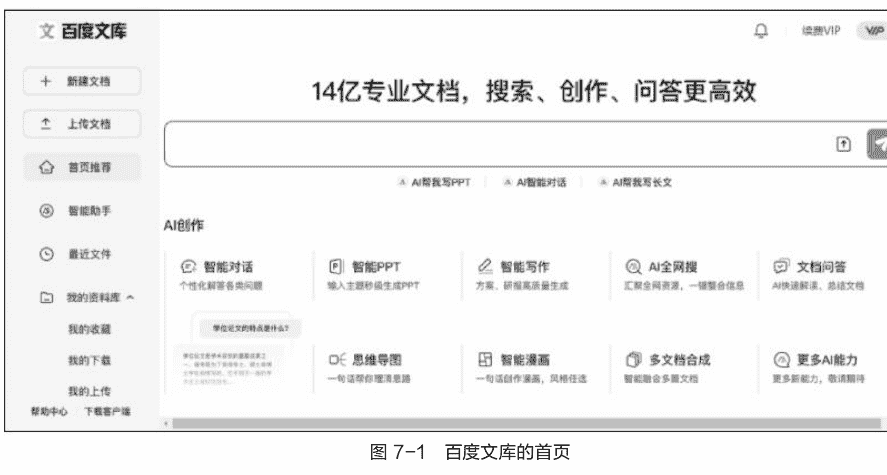 文 百度文库
续费VIP VIP
新建文档
上传文档
首页推荐
智能助手
最近文件
我的资料库
我的收藏
我的下载
我的上传
帮助中心 下载客户端
14亿专业文档，搜索、创作、问答更高效
AI帮我写PPT AI智能对话 AI帮我写长文
AI创作
智能对话
个性化解答各类问题
学位论文的特点是什么?
智能PPT
输入主题秒级生成PPT
智能写作
方案、研报高质量生成
AI全网搜
汇聚全网资源，一键整合信息
文档问答
AI快速解读、总结文档
思维导图
一句话帮你理清思路
智能漫画
一句话创作漫画，风格任选
多文档合成
智能融合多篇文档
更多AI能力
更多新能力，敬请期待
图 7-1 百度文库的首页